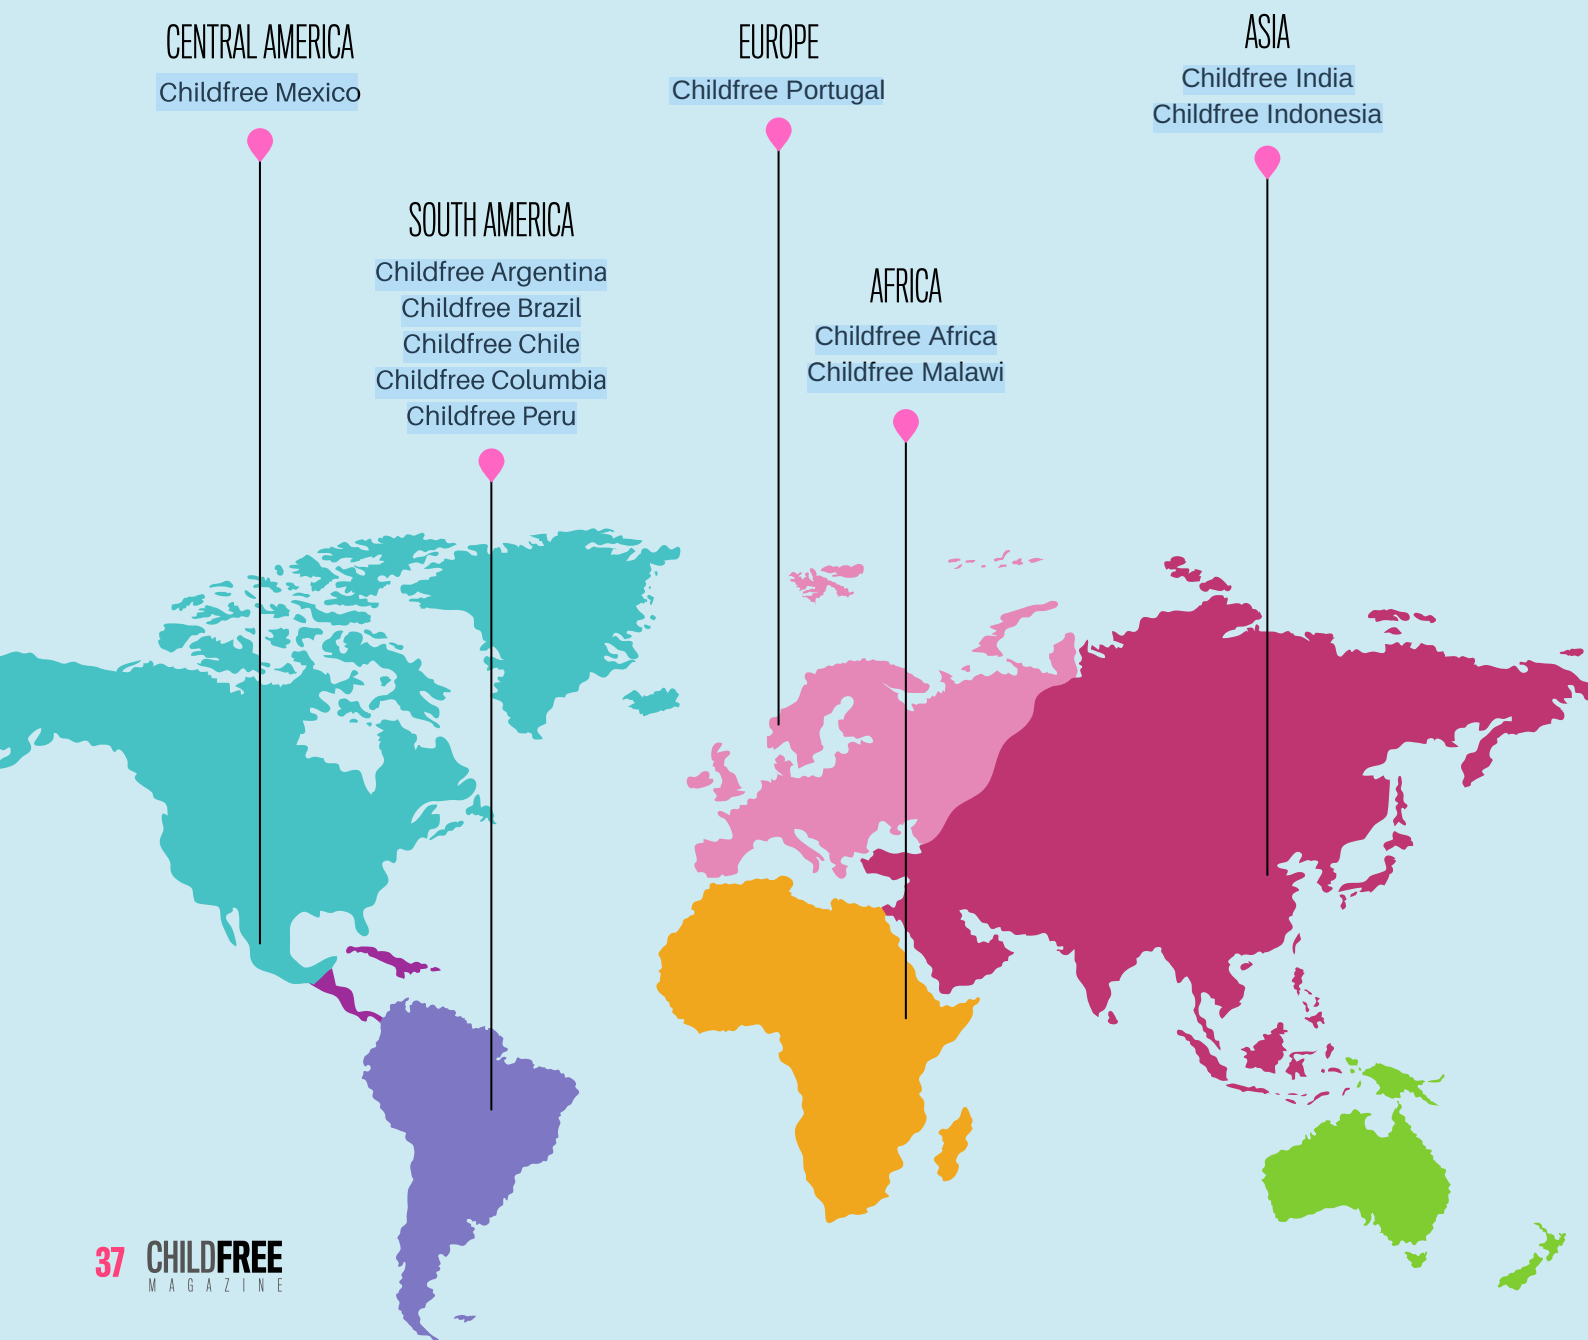 CENTRAL AMERICA
Childfree Mexico
EUROPE
Childfree Portugal
ASIA
Childfree India
Childfree Indonesia
SOUTH AMERICA
Childfree Argentina
Childfree Brazil
Childfree Chile
Childfree Columbia
Childfree Peru
AFRICA
Childfree Africa
Childfree Malawi
37
CHILDFREE
MAGAZINE